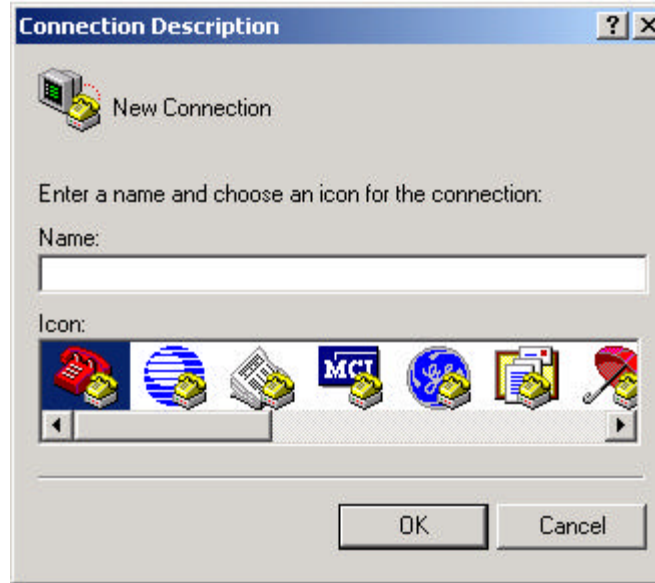 Connection Description
New Connection
Enter a name and choose an icon for the connection:
Name:
Icon:
MCI
OK Cancel